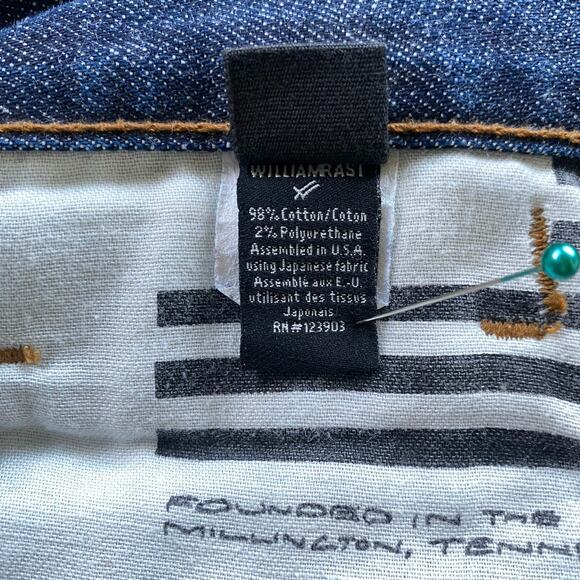 WILLIAMRAST
98% Cotton/Coton
2% Polyurethane
Assembled in U.S.A.
using Japanese fabric
Assemblé aux E.-U.
utilisant des tissus
Japonais
RN#123903
FOUNDED IN THE
MILLINGTON, TENN